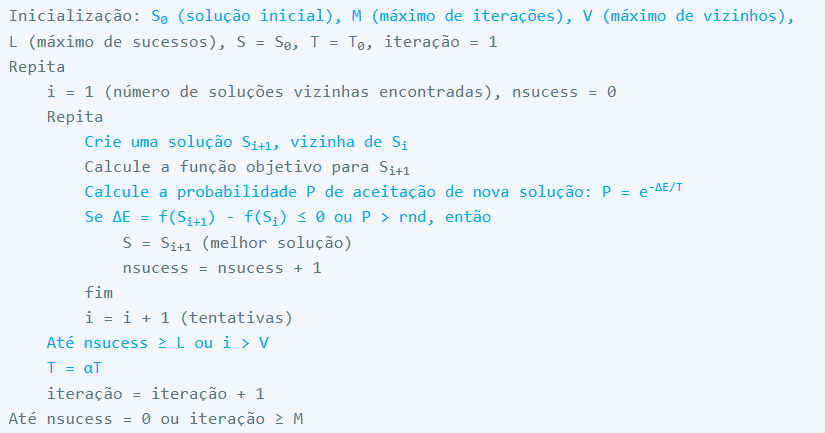 Inicialização: S₀ (solução inicial), M (máximo de iterações), V (máximo de vizinhos),
L (máximo de sucessos), S = S₀, T = T₀, iteração = 1
Repita
i = 1 (número de soluções vizinhas encontradas), nsucess = 0
Repita
Crie uma solução Sᵢ₊₁, vizinha de Sᵢ
Calcule a função objetivo para Sᵢ₊₁
Calcule a probabilidade P de aceitação de nova solução: P = e^-ΔE/T
Se ΔE = f(Sᵢ₊₁) - f(Sᵢ) ≤ 0 ou P > rnd, então
S = Sᵢ₊₁ (melhor solução)
nsucess = nsucess + 1
fim
i = i + 1 (tentativas)
Até nsucess ≥ L ou i > V
T = αT
iteração = iteração + 1
Até nsucess = 0 ou iteração ≥ M